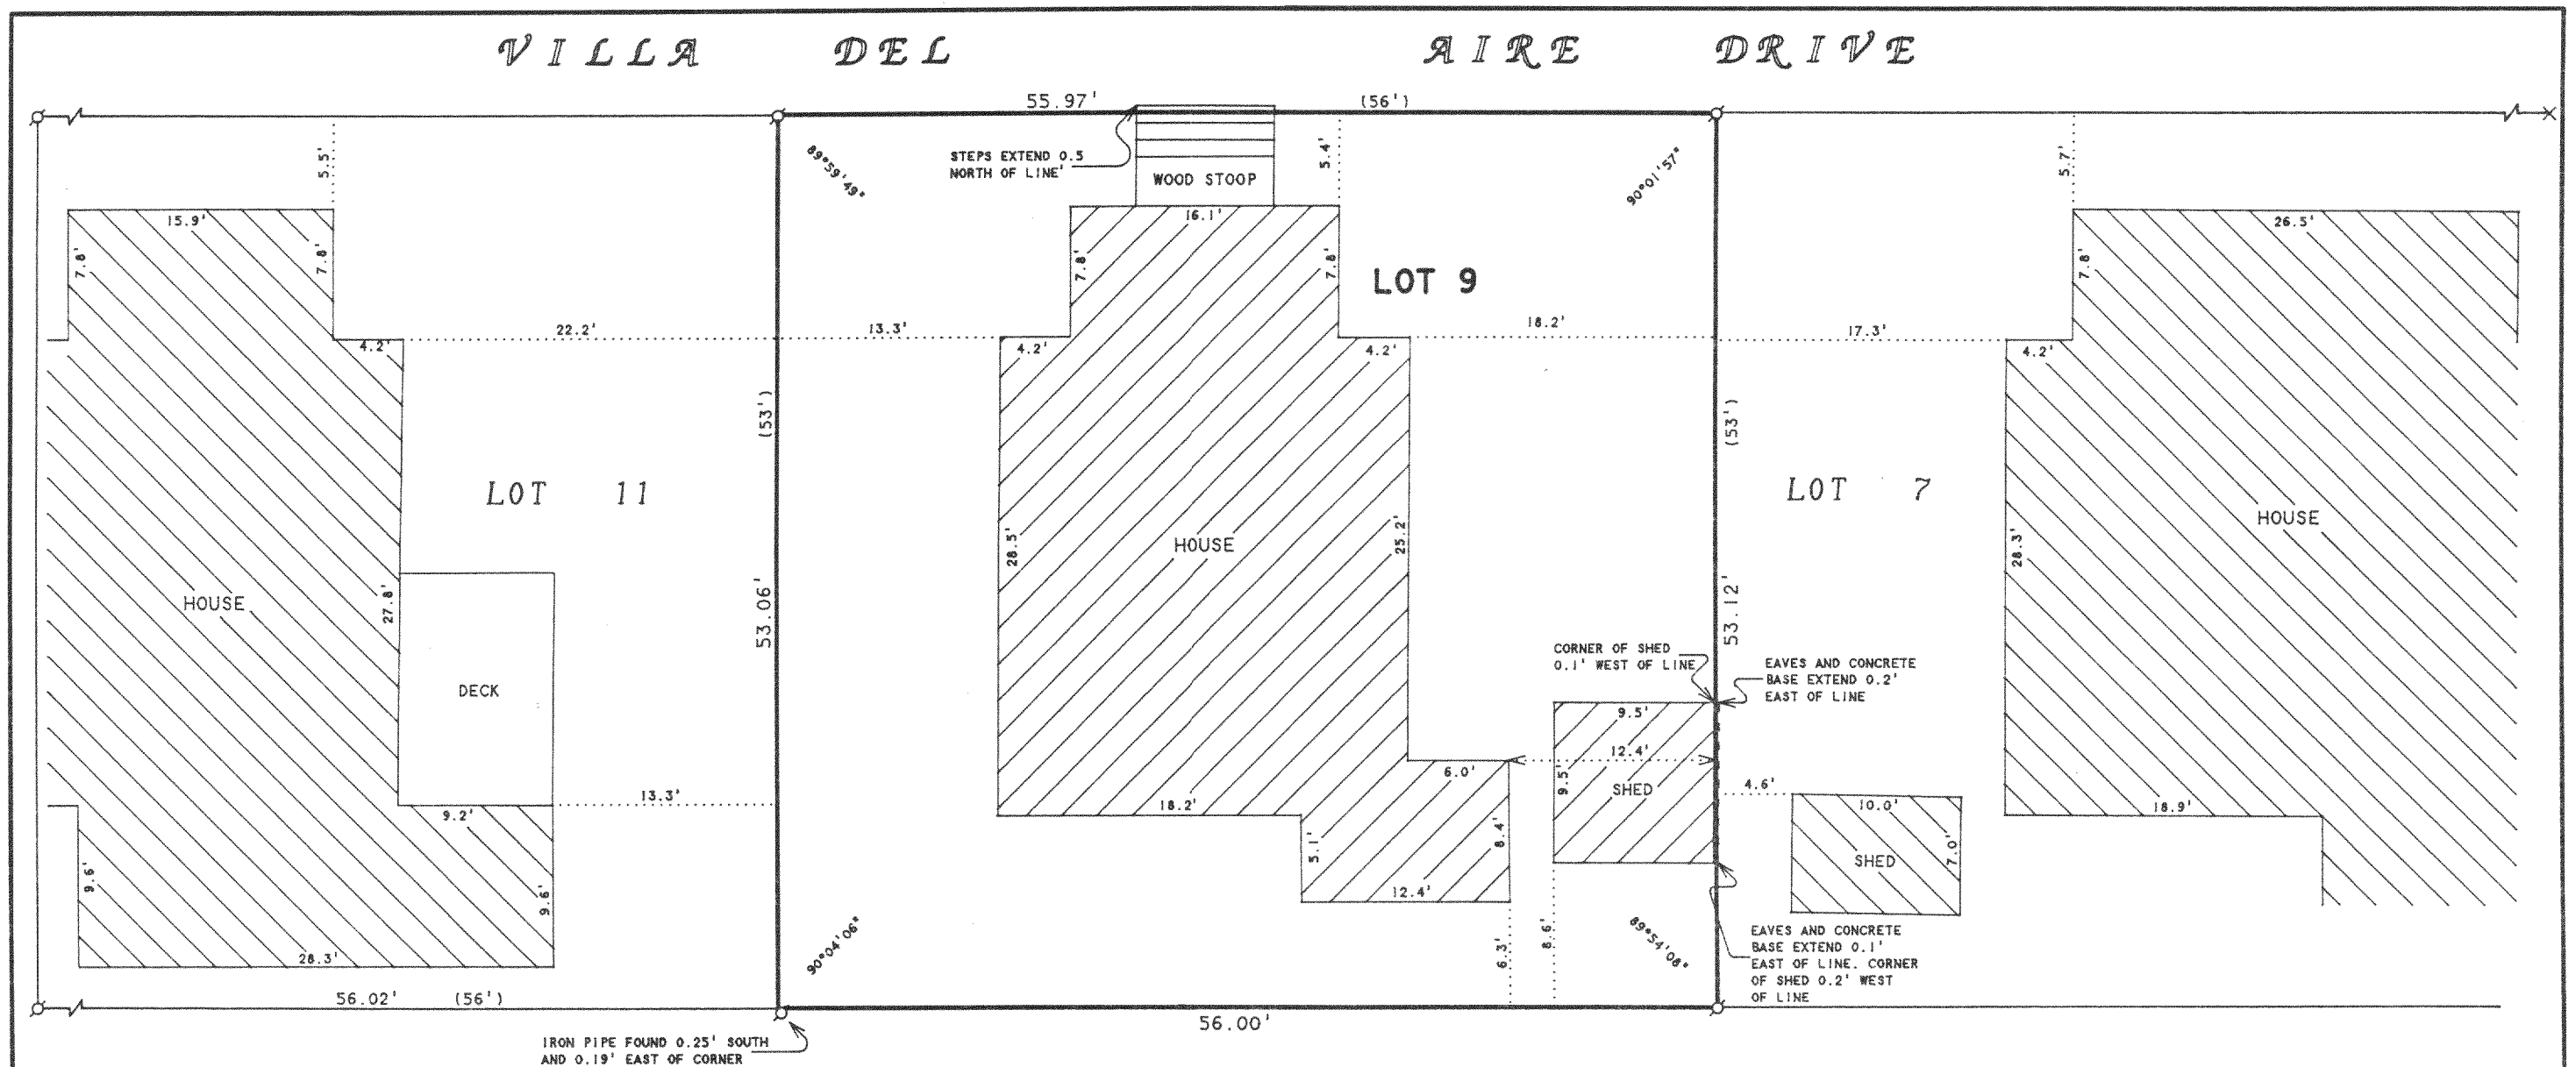 VILLA DEL AIRE DRIVE
55.97' (56')
STEPS EXTEND 0.5
NORTH OF LINE'
WOOD STOOP
89°59'49"
90°01'57"
5.5'
5.4'
5.7'
15.9'
16.1'
26.5'
7.8'
7.8'
7.8'
7.8'
7.8'
LOT 9
22.2'
13.3'
18.2'
17.3'
4.2'
4.2'
4.2'
4.2'
(53')
(53')
LOT 11
LOT 7
HOUSE
27.8'
53.06'
28.5'
HOUSE
25.2'
53.12'
28.3'
HOUSE
DECK
CORNER OF SHED
0.1' WEST OF LINE
EAVES AND CONCRETE
BASE EXTEND 0.2'
EAST OF LINE
9.5'
12.4'
9.5'
SHED
6.0'
13.3'
9.2'
18.2'
4.6'
10.0'
18.9'
SHED
7.0'
9.6'
9.6'
5.1'
8.4'
12.4'
28.3'
90°04'06"
6.3'
8.6'
89°54'08"
EAVES AND CONCRETE
BASE EXTEND 0.1'
EAST OF LINE. CORNER
OF SHED 0.2' WEST
OF LINE
56.02' (56')
56.00'
IRON PIPE FOUND 0.25' SOUTH
AND 0.19' EAST OF CORNER